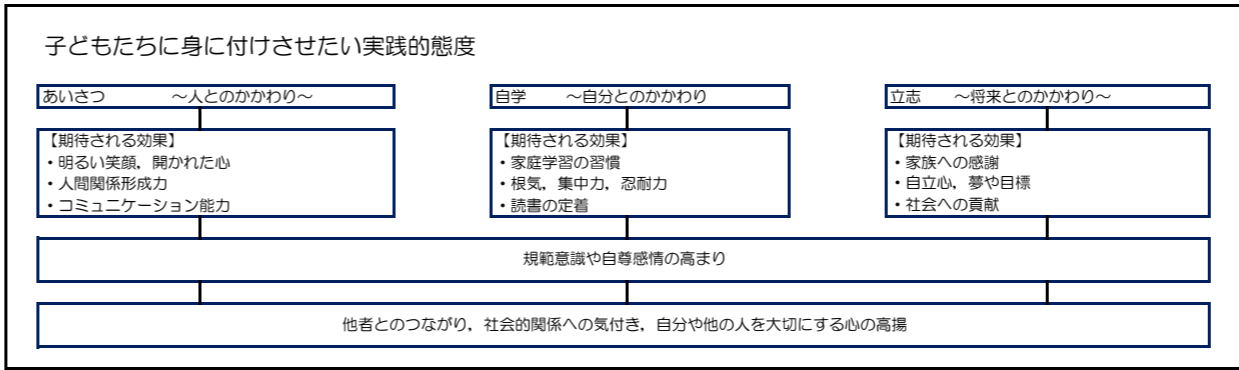 子どもたちに身に付けさせたい実践的態度
あいさつ　　～人とのかかわり～
【期待される効果】
・明るい笑顔，開かれた心
・人間関係形成力
・コミュニケーション能力
自学　　～自分とのかかわり
【期待される効果】
・家庭学習の習慣
・根気，集中力，忍耐力
・読書の定着
立志　　～将来とのかかわり～
【期待される効果】
・家族への感謝
・自立心，夢や目標
・社会への貢献
規範意識や自尊感情の高まり
他者とのつながり，社会的関係への気付き，自分や他の人を大切にする心の高揚